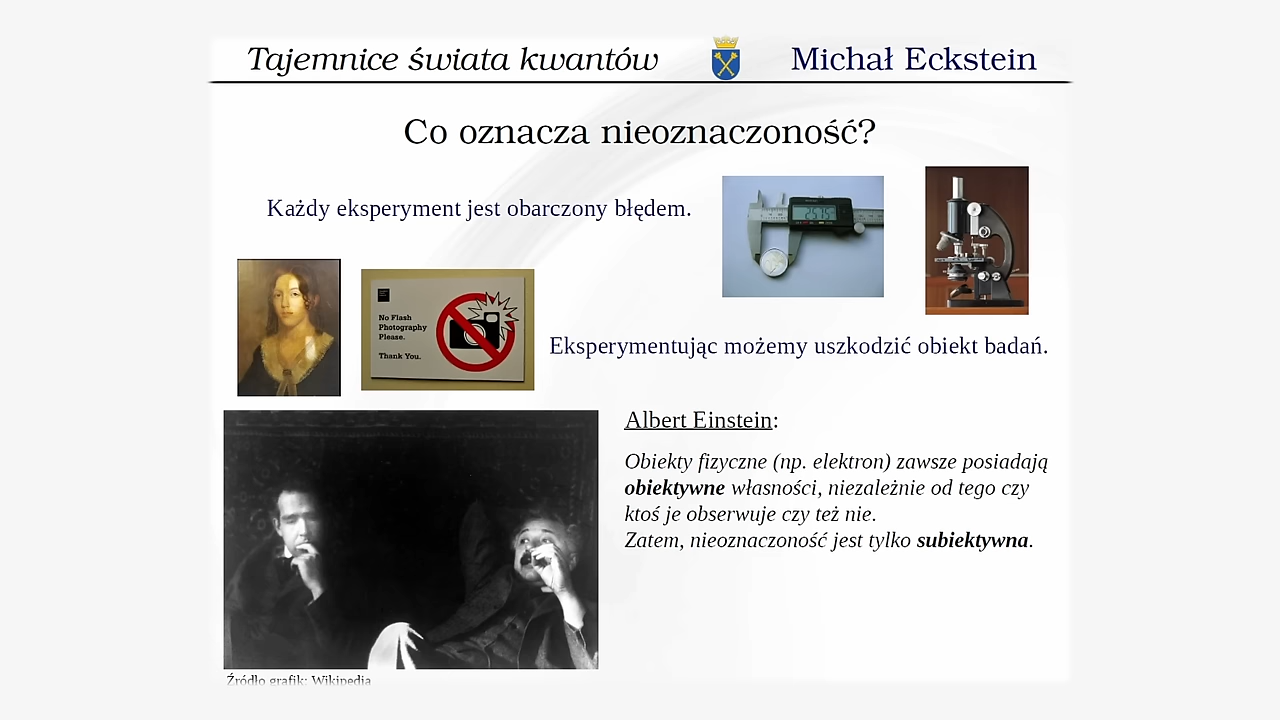 Tajemnice świata kwantów
Michał Eckstein
Co oznacza nieoznaczoność?
Każdy eksperyment jest obarczony błędem.
No Flash
Photography
Please.
Thank You.
Eksperymentując możemy uszkodzić obiekt badań.
Albert Einstein:
Obiekty fizyczne (np. elektron) zawsze posiadają
obiektywne własności, niezależnie od tego czy
ktoś je obserwuje czy też nie.
Zatem, nieoznaczoność jest tylko subiektywna.
Źródło grafik: Wikipedia